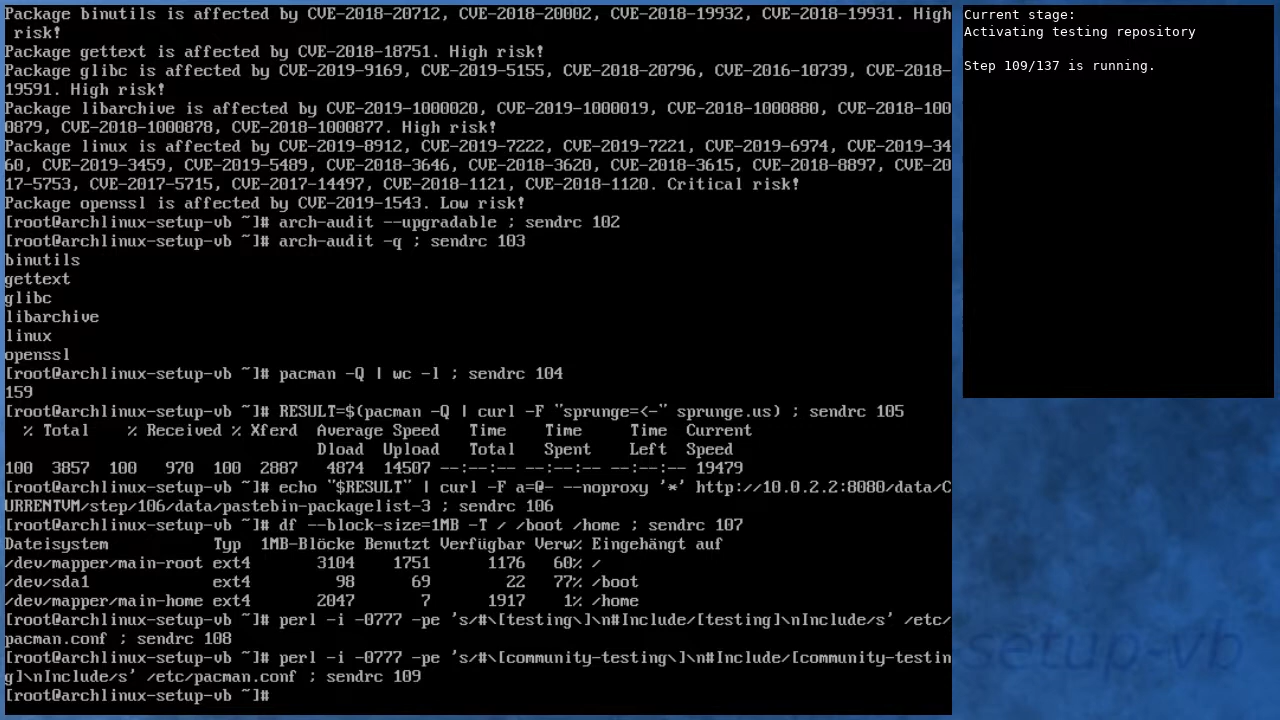 Package binutils is affected by CVE-2018-20712, CVE-2018-20002, CVE-2018-19932, CVE-2018-19931. High
 risk!
Package gettext is affected by CVE-2018-18751. High risk!
Package glibc is affected by CVE-2019-9169, CVE-2019-5155, CVE-2018-20796, CVE-2016-10739, CVE-2018-
19591. High risk!
Package libarchive is affected by CVE-2019-1000020, CVE-2019-1000019, CVE-2018-1000880, CVE-2018-100
0879, CVE-2018-1000878, CVE-2018-1000877. High risk!
Package linux is affected by CVE-2019-8912, CVE-2019-7222, CVE-2019-7221, CVE-2019-6974, CVE-2019-34
60, CVE-2019-3459, CVE-2019-5489, CVE-2018-3646, CVE-2018-3620, CVE-2018-3615, CVE-2018-8897, CVE-20
17-5753, CVE-2017-5715, CVE-2017-14497, CVE-2018-1121, CVE-2018-1120. Critical risk!
Package openssl is affected by CVE-2019-1543. Low risk!
[root@archlinux-setup-vb ~]# arch-audit --upgradable ; sendrc 102
[root@archlinux-setup-vb ~]# arch-audit -q ; sendrc 103
binutils
gettext
glibc
libarchive
linux
openssl
[root@archlinux-setup-vb ~]# pacman -Q | wc -l ; sendrc 104
159
[root@archlinux-setup-vb ~]# RESULT=$(pacman -Q | curl -F "sprunge=<-" sprunge.us) ; sendrc 105
  % Total    % Received % Xferd  Average Speed   Time    Time     Time  Current
                                 Dload  Upload   Total   Spent    Left  Speed
100  3857  100   970  100  2887   4874  14507 --:--:-- --:--:-- --:--:-- 19479
[root@archlinux-setup-vb ~]# echo "$RESULT" | curl -F a=@- --noproxy '*' http://10.0.2.2:8080/data/C
URRENTVM/step/106/data/pastebin-packagelist-3 ; sendrc 106
[root@archlinux-setup-vb ~]# df --block-size=1MB -T / /boot /home ; sendrc 107
Dateisystem           Typ  1MB-Blöcke Benutzt Verfügbar Verw% Eingehängt auf
/dev/mapper/main-root ext4       3104    1751      1176   60% /
/dev/sda1             ext4         98      69        22   77% /boot
/dev/mapper/main-home ext4       2047       7      1917    1% /home
[root@archlinux-setup-vb ~]# perl -i -0777 -pe 's/#\[testing\]\n#Include/[testing]\nInclude/s' /etc/
pacman.conf ; sendrc 108
[root@archlinux-setup-vb ~]# perl -i -0777 -pe 's/#\[community-testing\]\n#Include/[community-testin
g]\nInclude/s' /etc/pacman.conf ; sendrc 109
[root@archlinux-setup-vb ~]#
Current stage:
Activating testing repository
Step 109/137 is running.
setup-vb